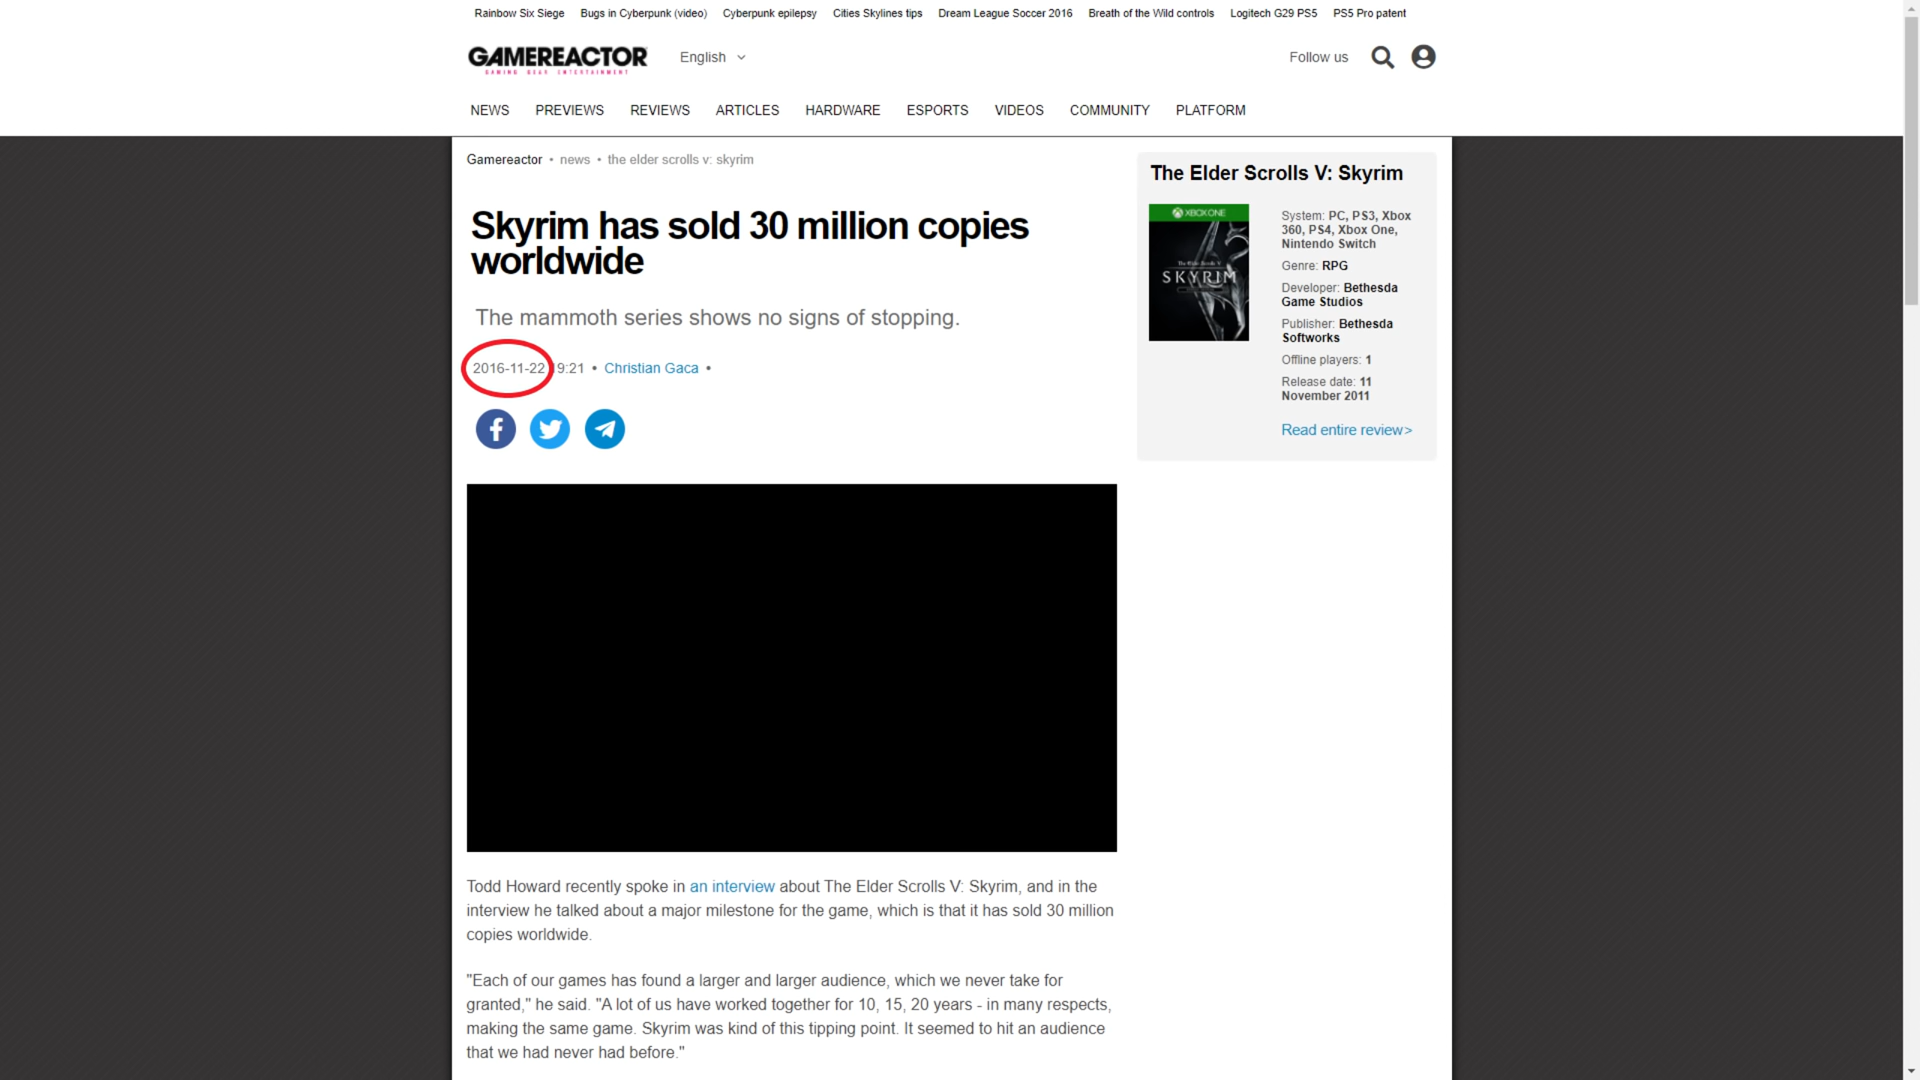 Rainbow Six Siege Bugs in Cyberpunk (video) Cyberpunk epilepsy Cities Skylines tips Dream League Soccer 2016 Breath of the Wild controls Logitech G29 PS5 PS5 Pro patent
GAMEREACTOR
GAMING GEAR ENTERTAINMENT
English
Follow us
NEWS PREVIEWS REVIEWS ARTICLES HARDWARE ESPORTS VIDEOS COMMUNITY PLATFORM
Gamereactor • news • the elder scrolls v: skyrim
Skyrim has sold 30 million copies
worldwide
The mammoth series shows no signs of stopping.
2016-11-22 9:21 • Christian Gaca •
Todd Howard recently spoke in an interview about The Elder Scrolls V: Skyrim, and in the
interview he talked about a major milestone for the game, which is that it has sold 30 million
copies worldwide.
"Each of our games has found a larger and larger audience, which we never take for
granted," he said. "A lot of us have worked together for 10, 15, 20 years - in many respects,
making the same game. Skyrim was kind of this tipping point. It seemed to hit an audience
that we had never had before."
The Elder Scrolls V: Skyrim
XBOX ONE
The Elder Scrolls V
SKYRIM
System: PC, PS3, Xbox
360, PS4, Xbox One,
Nintendo Switch
Genre: RPG
Developer: Bethesda
Game Studios
Publisher: Bethesda
Softworks
Offline players: 1
Release date: 11
November 2011
Read entire review>